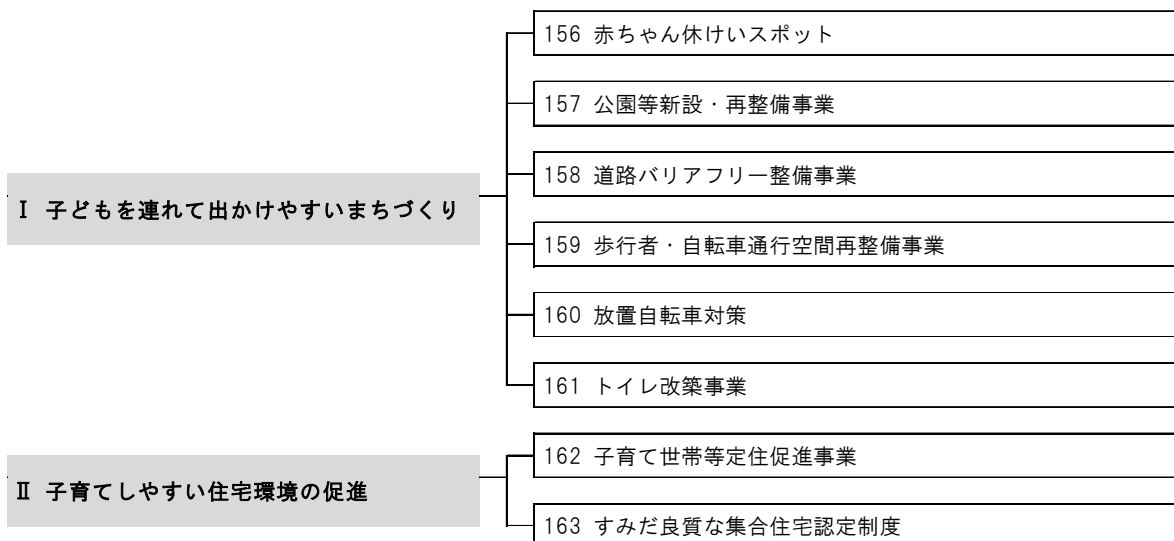 156 赤ちゃん休けいスポット
157 公園等新設・再整備事業
158 道路バリアフリー整備事業
Ⅰ 子どもを連れて出かけやすいまちづくり
159 歩行者・自転車通行空間再整備事業
160 放置自転車対策
161 トイレ改築事業
162 子育て世帯等定住促進事業
Ⅱ 子育てしやすい住宅環境の促進
163 すみだ良質な集合住宅認定制度